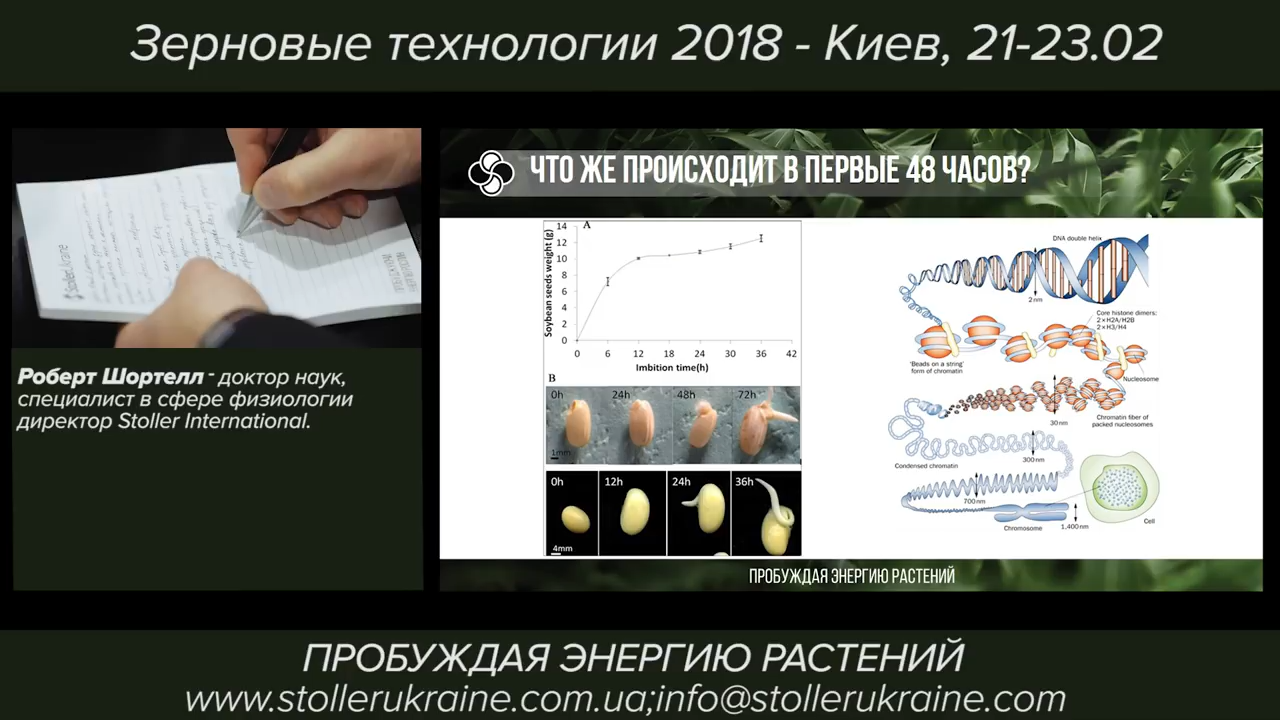 Зерновые технологии 2018 - Киев, 21-23.02
Stoller Ukraine
Роберт Шортелл - доктор наук,
специалист в сфере физиологии
директор Stoller International.
ЧТО ЖЕ ПРОИСХОДИТ В ПЕРВЫЕ 48 ЧАСОВ?
A
Soybean seeds weight (g)
14
12
10
8
6
4
2
0
0 6 12 18 24 30 36 42
Imbition time(h)
B
0h 24h 48h 72h
1mm
0h 12h 24h 36h
4mm
DNA double helix
2 nm
Core histone dimers:
2 × H2A/H2B
2 × H3/H4
'Beads on a string'
form of chromatin
Nucleosome
30 nm
Chromatin fiber of
packed nucleosomes
300 nm
Condensed chromatin
700 nm
Chromosome
1,400 nm
Cell
ПРОБУЖДАЯ ЭНЕРГИЮ РАСТЕНИЙ
ПРОБУЖДАЯ ЭНЕРГИЮ РАСТЕНИЙ
www.stollerukraine.com.ua;info@stollerukraine.com